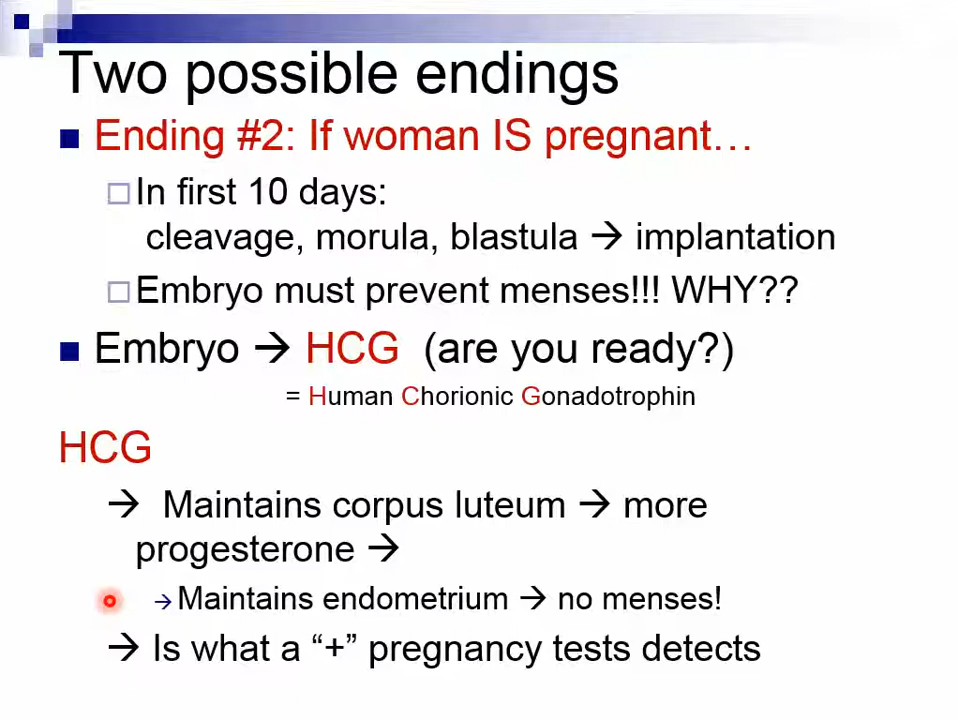 Two possible endings
Ending #2: If woman IS pregnant…
In first 10 days:
cleavage, morula, blastula → implantation
Embryo must prevent menses!!! WHY??
Embryo → HCG (are you ready?)
= Human Chorionic Gonadotrophin
HCG
→ Maintains corpus luteum → more
progesterone →
→ Maintains endometrium → no menses!
→ Is what a “+” pregnancy tests detects